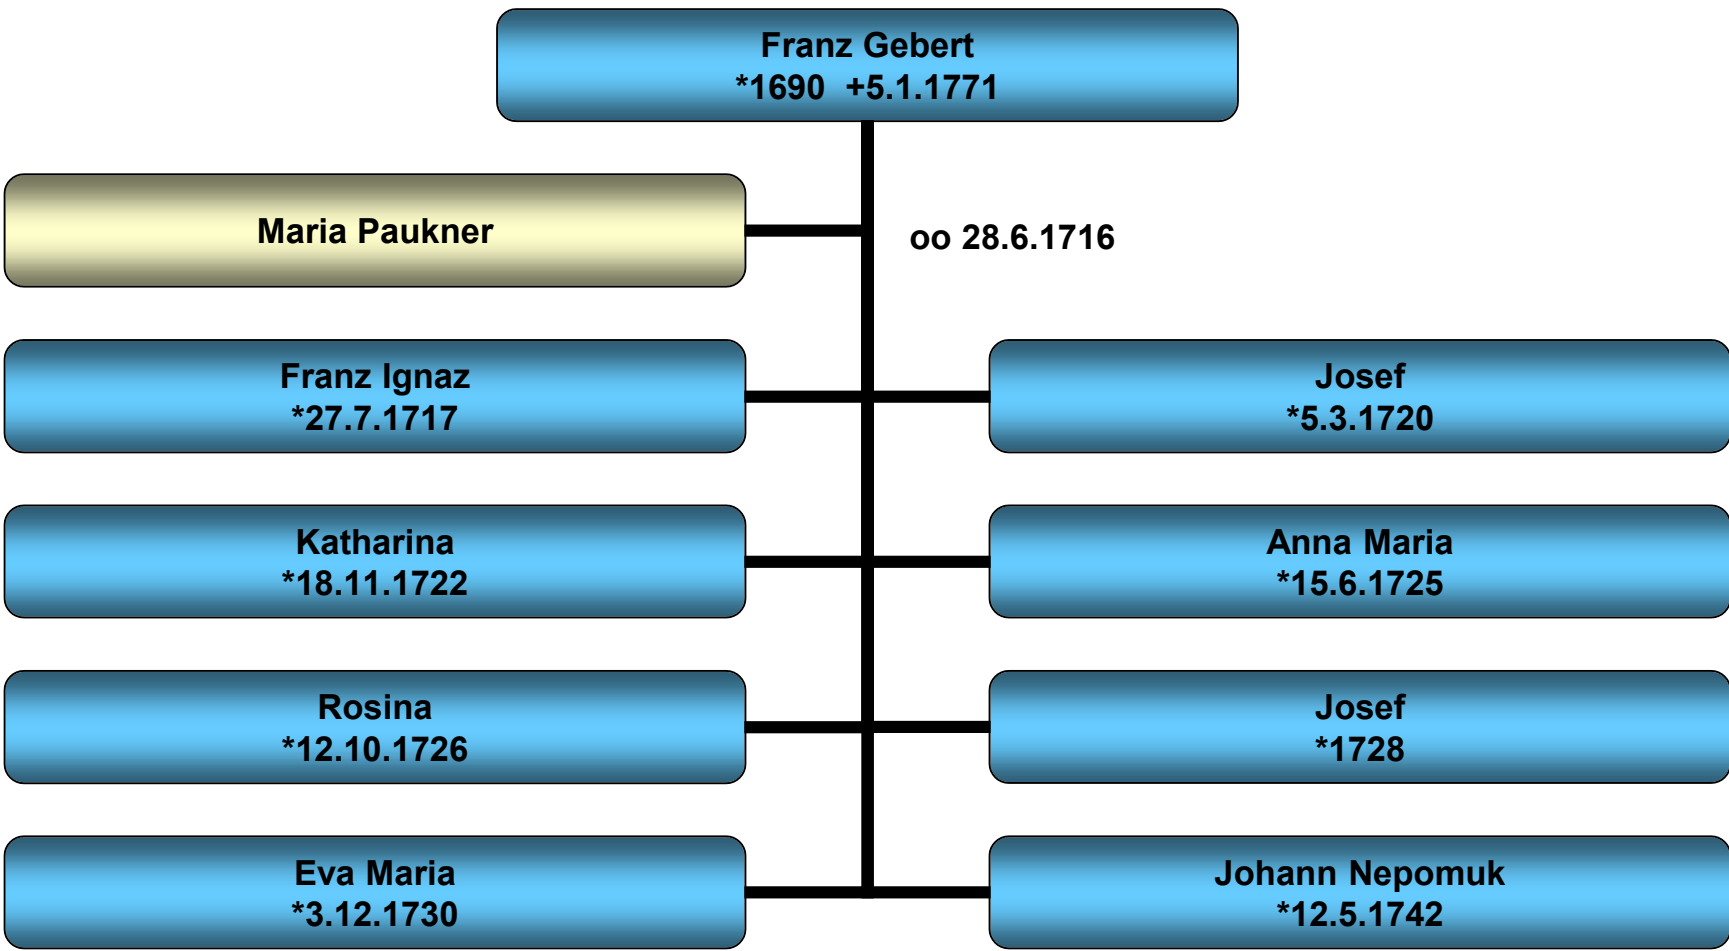 Franz Gebert
*1690  +5.1.1771
Maria Paukner
oo 28.6.1716
Franz Ignaz
*27.7.1717
Josef
*5.3.1720
Katharina
*18.11.1722
Anna Maria
*15.6.1725
Rosina
*12.10.1726
Josef
*1728
Eva Maria
*3.12.1730
Johann Nepomuk
*12.5.1742